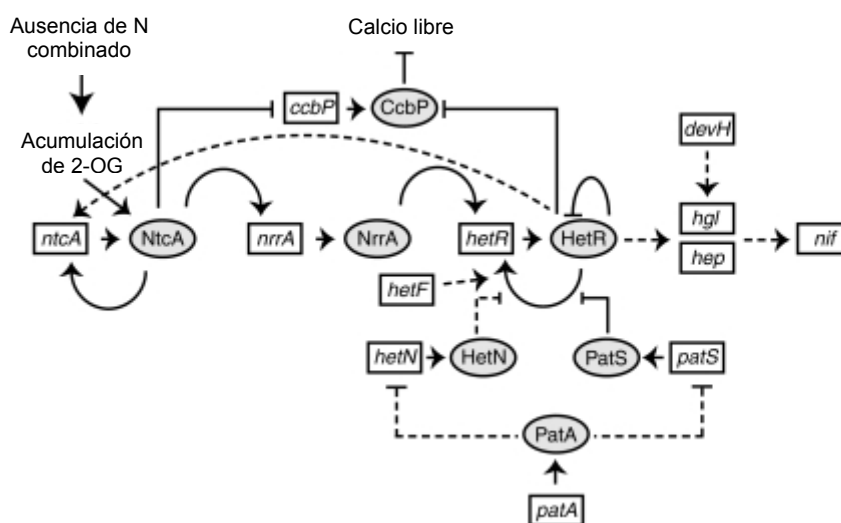 Ausencia de N
combinado
Calcio libre
ccbP
CcbP
devH
Acumulación
de 2-OG
ntcA
NtcA
nrrA
NrrA
hetR
HetR
hgl
hep
nif
hetF
hetN
HetN
PatS
patS
PatA
patA